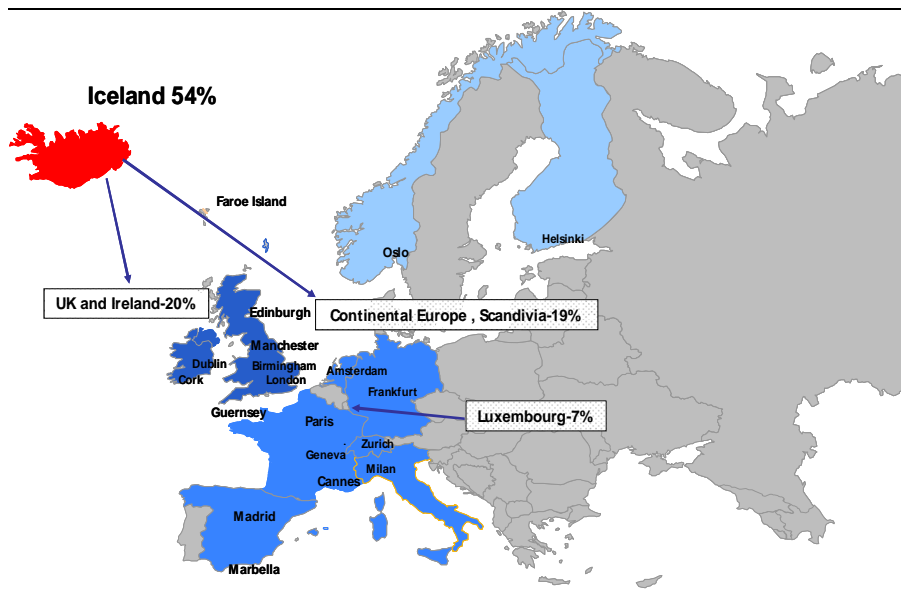 Iceland 54%
Faroe Island
Oslo
Helsinki
UK and Ireland-20%
Edinburgh
Continental Europe , Scandivia-19%
Manchester
Dublin
Birmingham
Amsterdam
Cork
London
Frankfurt
Guernsey
Paris
Luxembourg-7%
Zurich
Geneva
Milan
Cannes
Madrid
Marbella